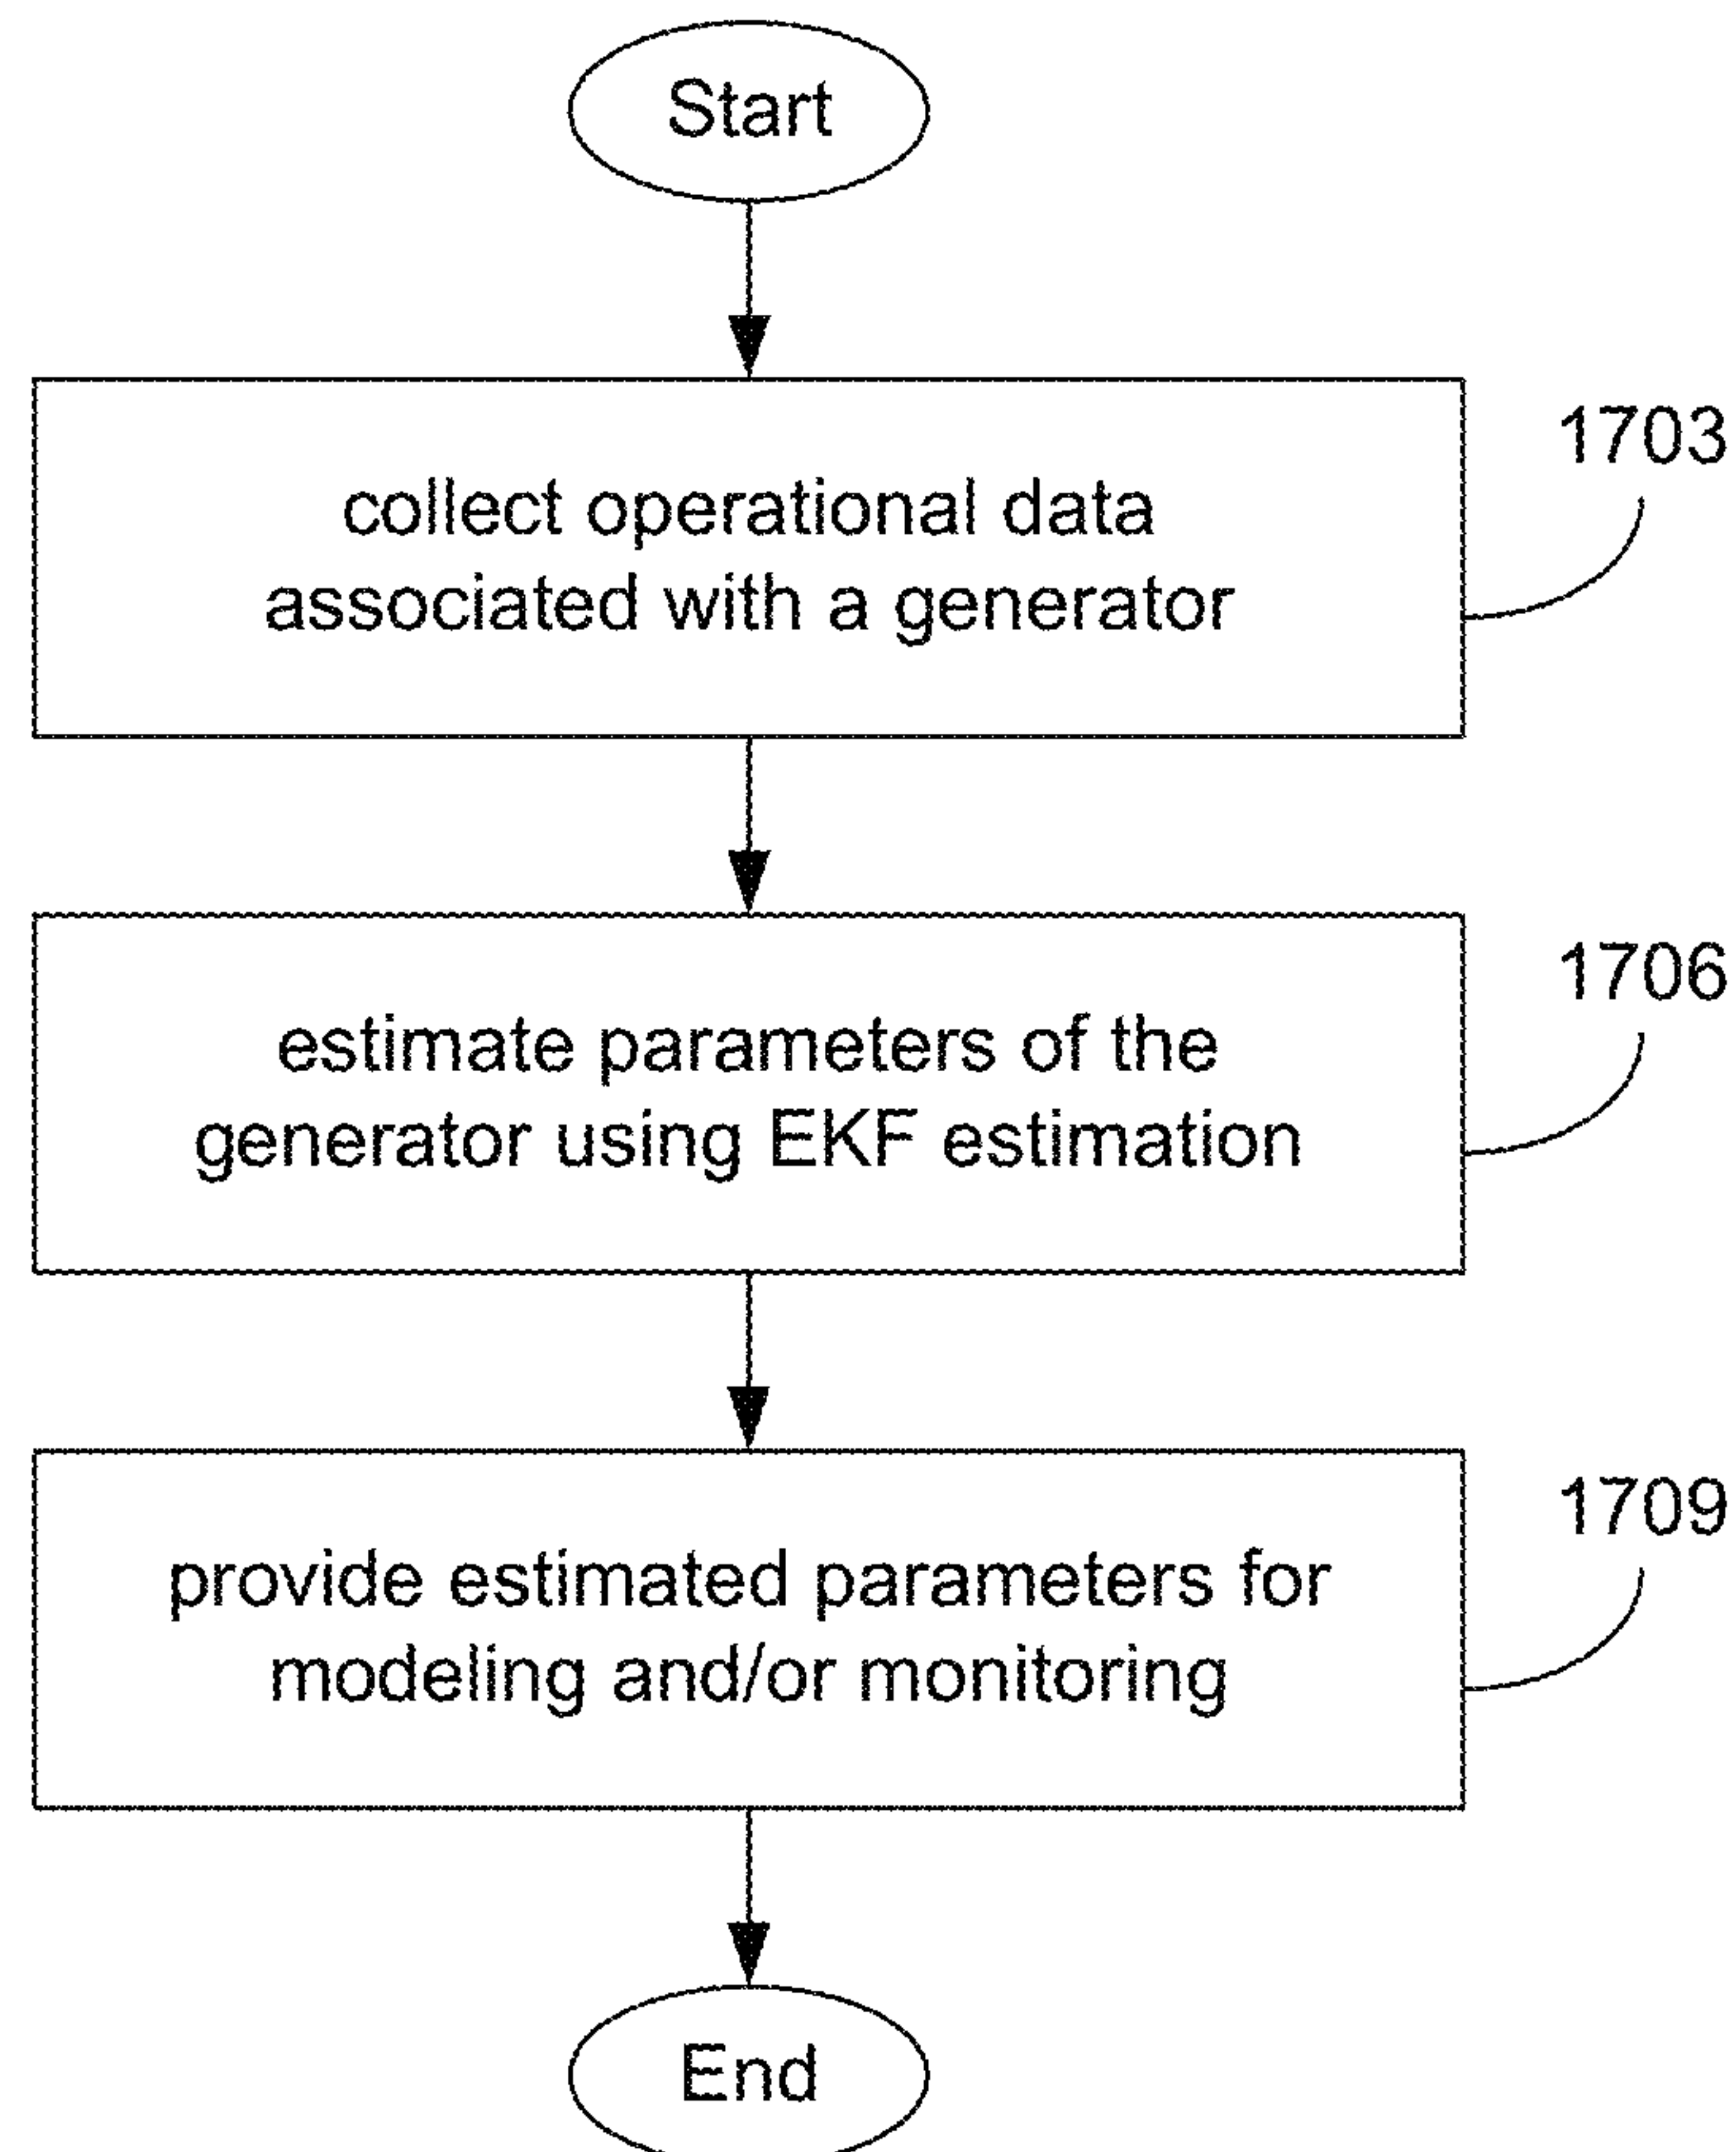 Start
1703
collect operational data
associated with a generator
1706
estimate parameters of the
generator using EKF estimation
1709
provide estimated parameters for
modeling and/or monitoring
End